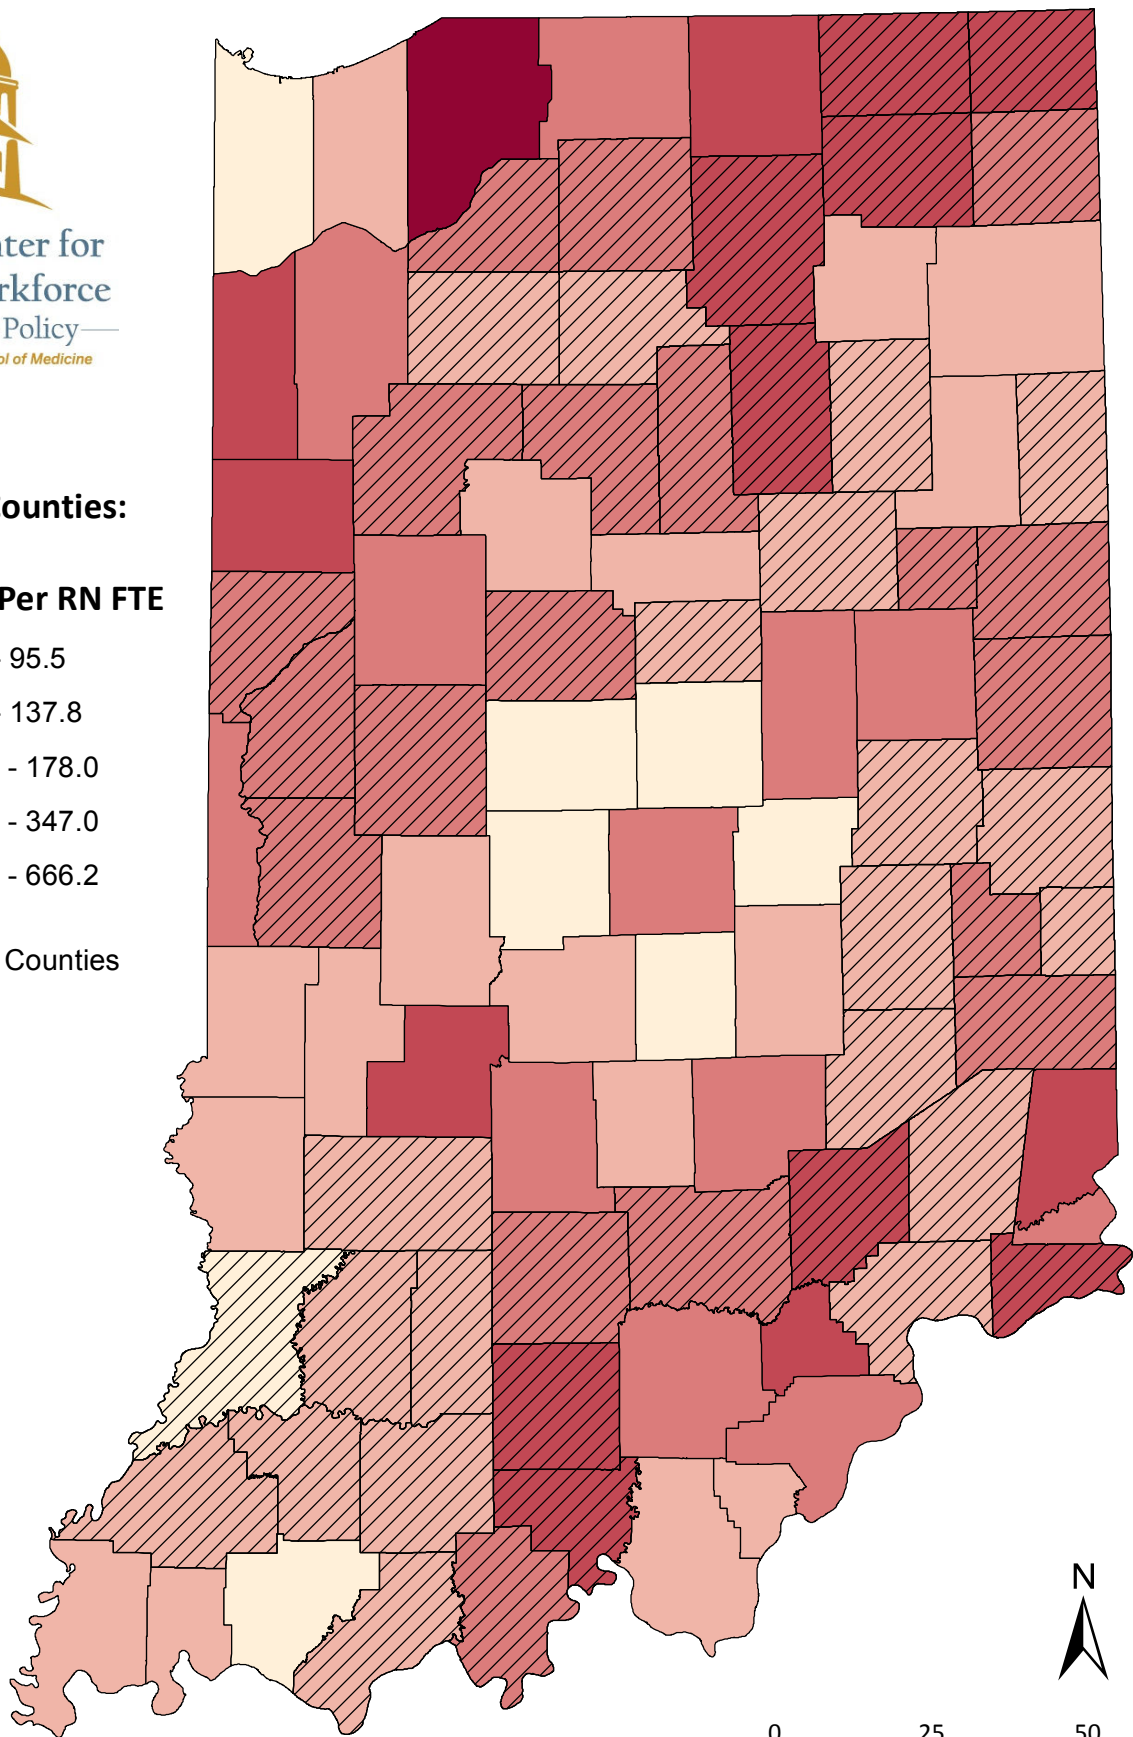 ter for
rkforce
Policy
ol of Medicine
ounties:
Per RN FTE
- 95.5
- 137.8
- 178.0
- 347.0
- 666.2
Counties
N
0 25 50